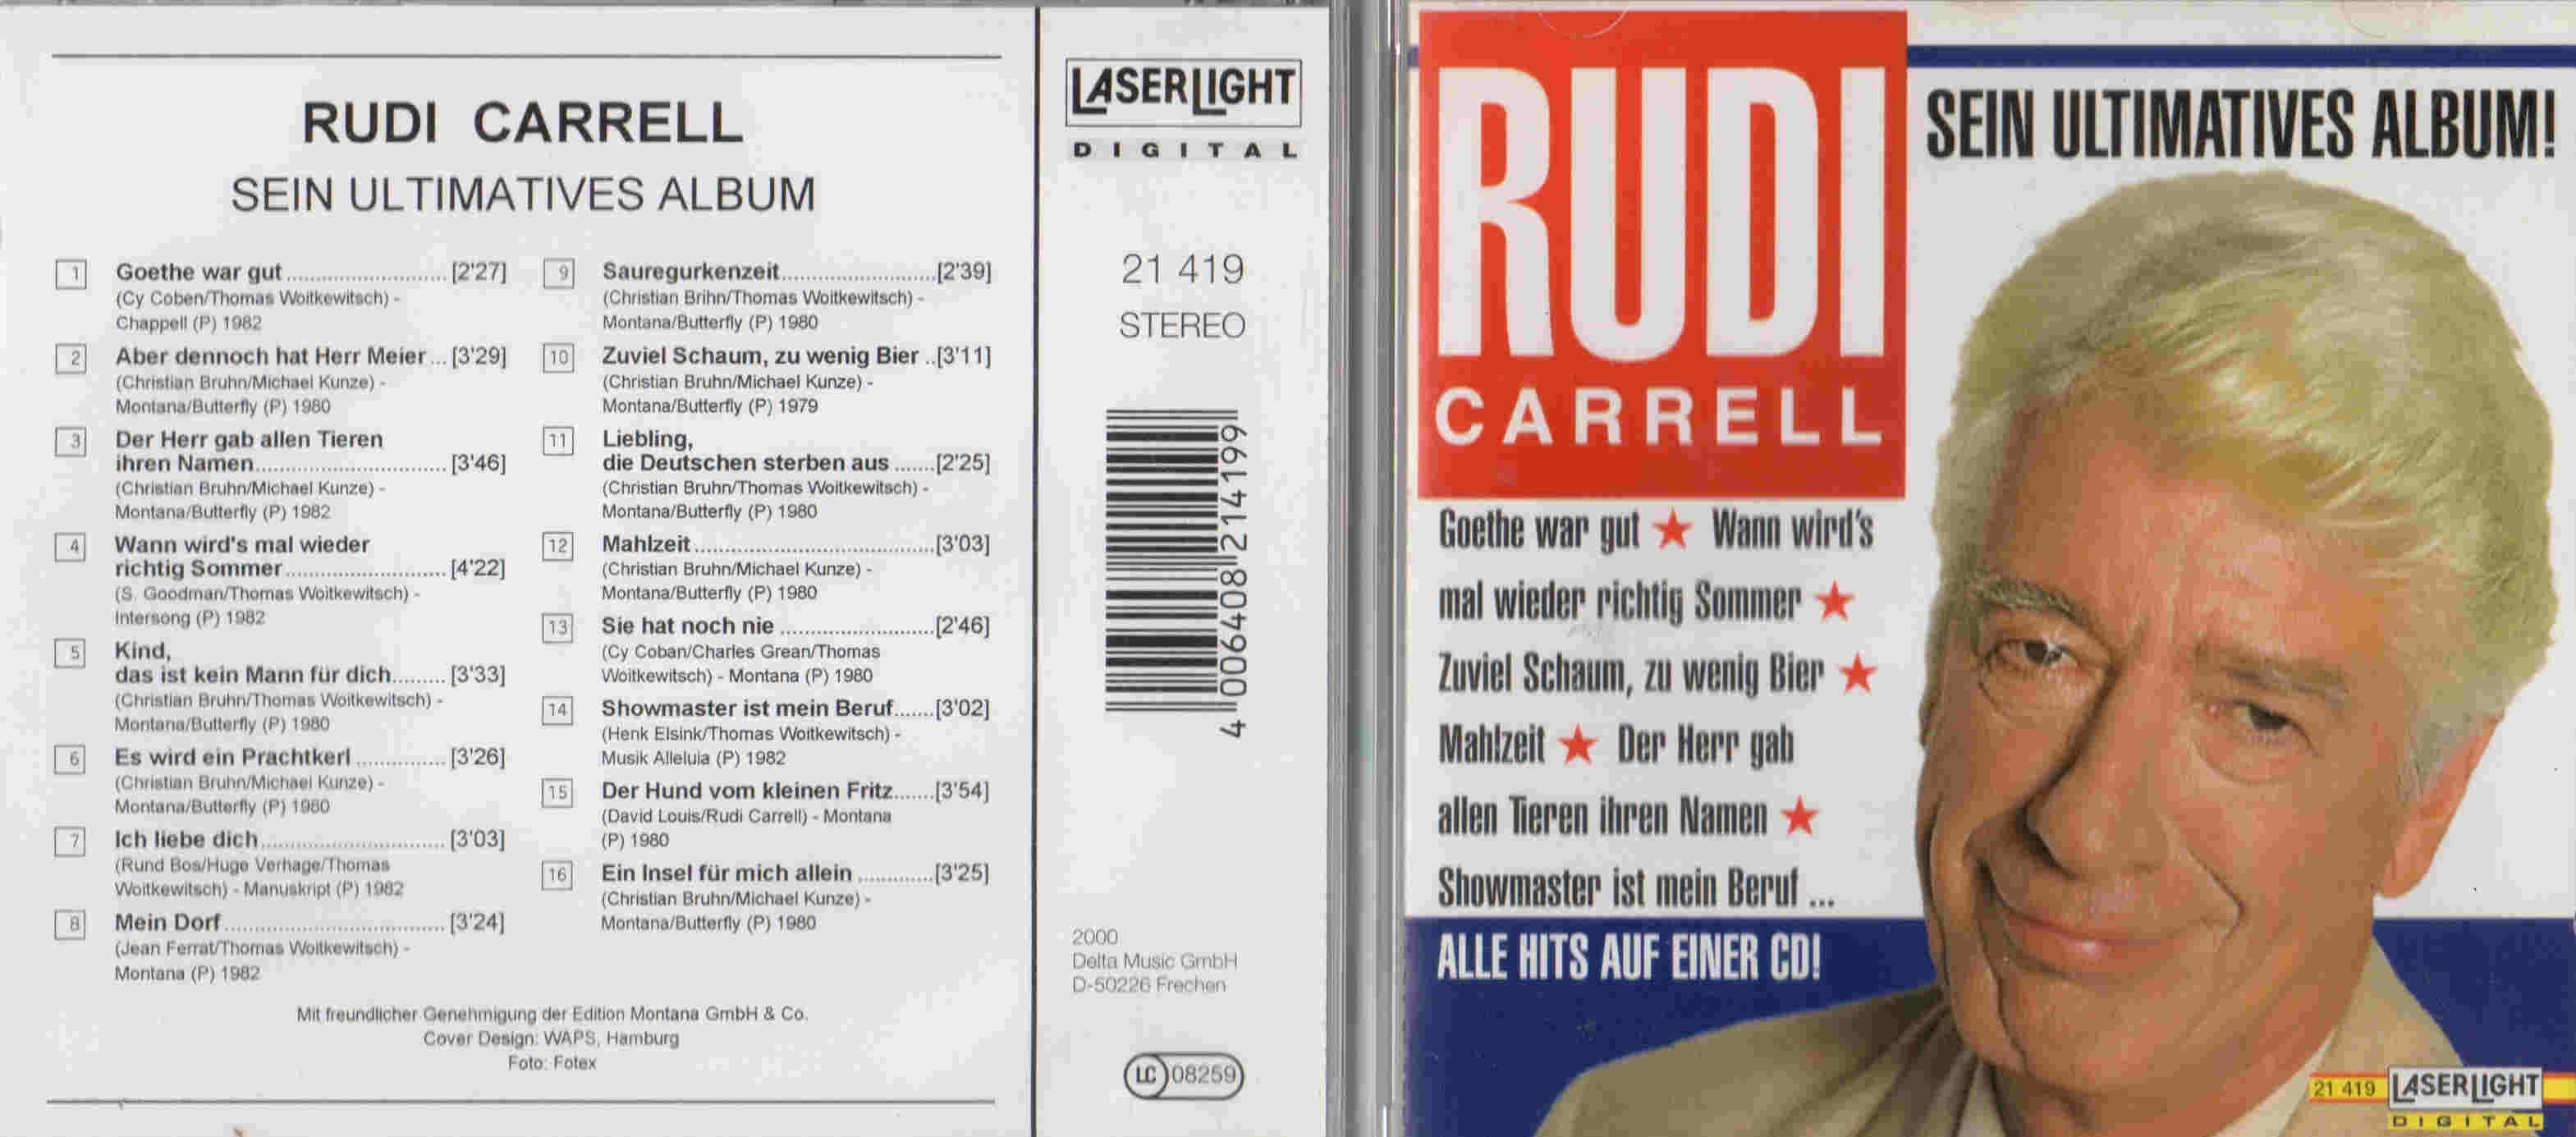 RUDI CARRELL
SEIN ULTIMATIVES ALBUM
1 Goethe war gut ......................... [2'27]
(Cy Coben/Thomas Woitkewitsch) -
Chappell (P) 1982
2 Aber dennoch hat Herr Meier ... [3'29]
(Christian Bruhn/Michael Kunze) -
Montana/Butterfly (P) 1980
3 Der Herr gab allen Tieren
ihren Namen ............................. [3'46]
(Christian Bruhn/Michael Kunze) -
Montana/Butterfly (P) 1982
4 Wann wird's mal wieder
richtig Sommer ......................... [4'22]
(S. Goodman/Thomas Woitkewitsch) -
Intersong (P) 1982
5 Kind,
das ist kein Mann für dich ......... [3'33]
(Christian Bruhn/Thomas Woitkewitsch) -
Montana/Butterfly (P) 1980
6 Es wird ein Prachtkerl .............. [3'26]
(Christian Bruhn/Michael Kunze) -
Montana/Butterfly (P) 1980
7 Ich liebe dich ............................. [3'03]
(Rund Bos/Hugo Verhage/Thomas
Woitkewitsch) - Manuskript (P) 1982
8 Mein Dorf .................................. [3'24]
(Jean Ferrat/Thomas Woitkewitsch) -
Montana (P) 1982
9 Sauregurkenzeit ........................ [2'39]
(Christian Brihn/Thomas Woitkewitsch) -
Montana/Butterfly (P) 1980
10 Zuviel Schaum, zu wenig Bier .. [3'11]
(Christian Bruhn/Michael Kunze) -
Montana/Butterfly (P) 1979
11 Liebling,
die Deutschen sterben aus ....... [2'25]
(Christian Bruhn/Thomas Woitkewitsch) -
Montana/Butterfly (P) 1980
12 Mahlzeit ..................................... [3'03]
(Christian Bruhn/Michael Kunze) -
Montana/Butterfly (P) 1980
13 Sie hat noch nie ........................ [2'46]
(Cy Coban/Charles Grean/Thomas
Woitkewitsch) - Montana (P) 1980
14 Showmaster ist mein Beruf ...... [3'02]
(Henk Elsink/Thomas Woitkewitsch) -
Musik Alleluia (P) 1982
15 Der Hund vom kleinen Fritz ....... [3'54]
(David Louis/Rudi Carrell) - Montana
(P) 1980
16 Ein Insel für mich allein ............ [3'25]
(Christian Bruhn/Michael Kunze) -
Montana/Butterfly (P) 1980
Mit freundlicher Genehmigung der Edition Montana GmbH & Co.
Cover Design: WAPS, Hamburg
Foto: Fotex
LASERLIGHT
DIGITAL
21 419
STEREO
4 006408 214199
2000
Delta Music GmbH
D-50226 Frechen
LC 08259
RUDI
CARRELL
SEIN ULTIMATIVES ALBUM!
Goethe war gut ★ Wann wird's
mal wieder richtig Sommer ★
Zuviel Schaum, zu wenig Bier ★
Mahlzeit ★ Der Herr gab
allen Tieren ihren Namen ★
Showmaster ist mein Beruf ...
ALLE HITS AUF EINER CD!
21 419 LASERLIGHT
DIGITAL